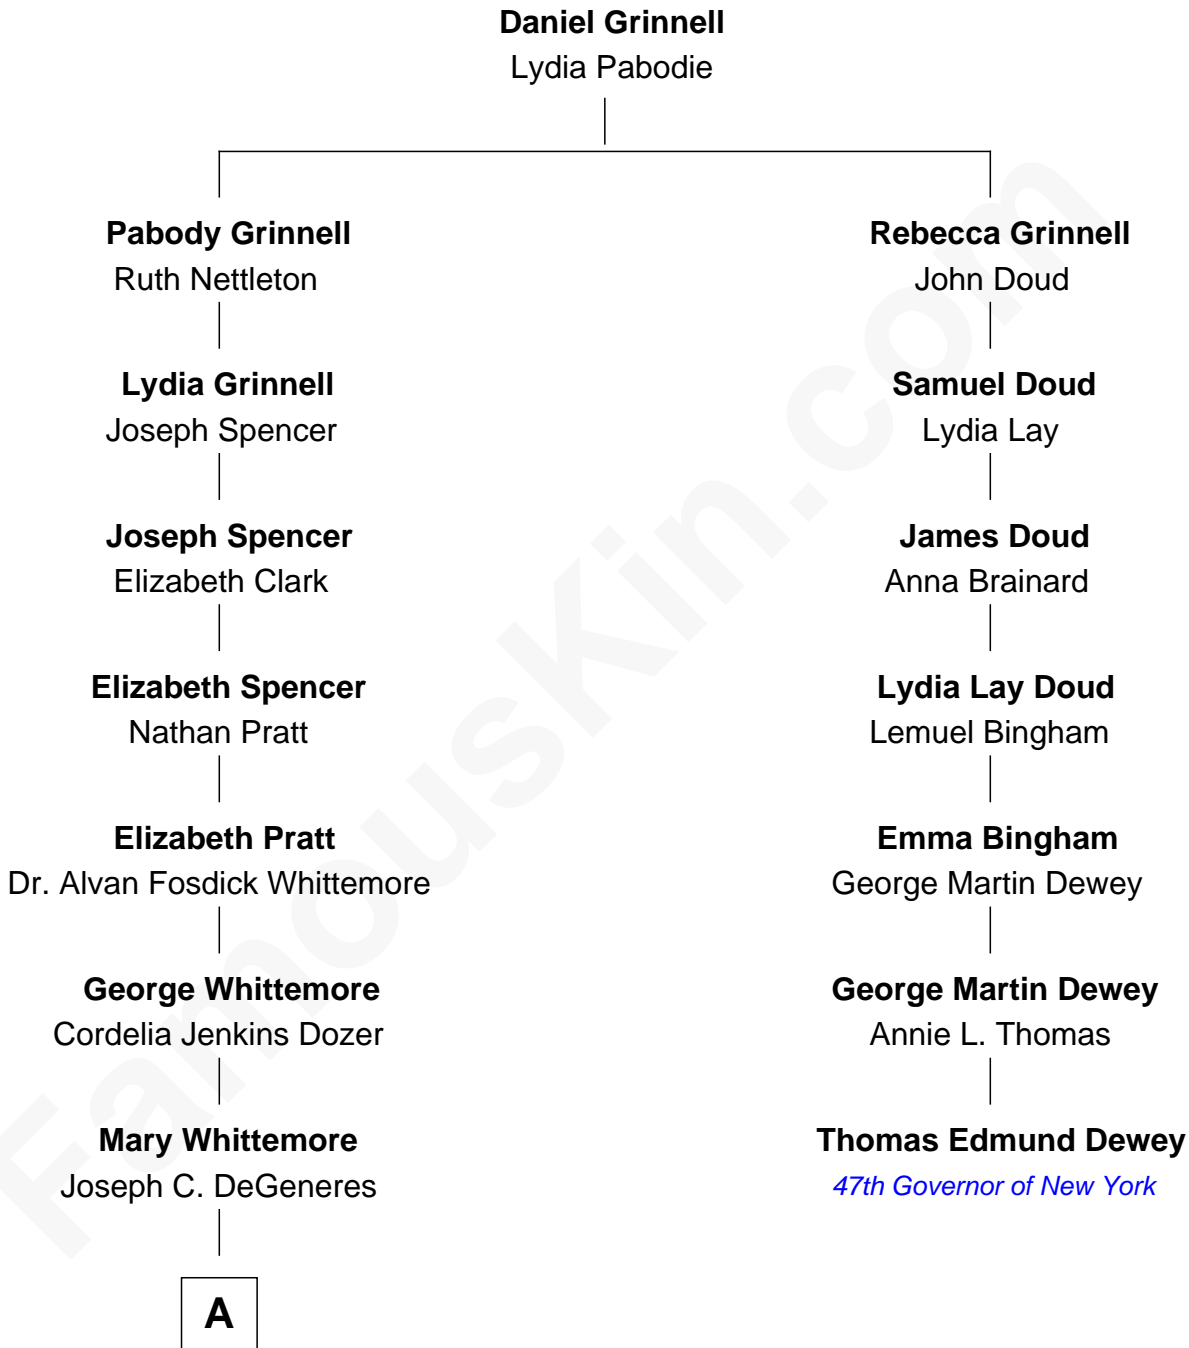 Daniel Grinnell
Lydia Pabodie
Pabody Grinnell
Ruth Nettleton
Rebecca Grinnell
John Doud
Lydia Grinnell
Joseph Spencer
Samuel Doud
Lydia Lay
Joseph Spencer
Elizabeth Clark
James Doud
Anna Brainard
Elizabeth Spencer
Nathan Pratt
Lydia Lay Doud
Lemuel Bingham
Elizabeth Pratt
Dr. Alvan Fosdick Whittemore
Emma Bingham
George Martin Dewey
George Whittemore
Cordelia Jenkins Dozer
George Martin Dewey
Annie L. Thomas
Mary Whittemore
Joseph C. DeGeneres
Thomas Edmund Dewey
47th Governor of New York
A
FamousKin.com